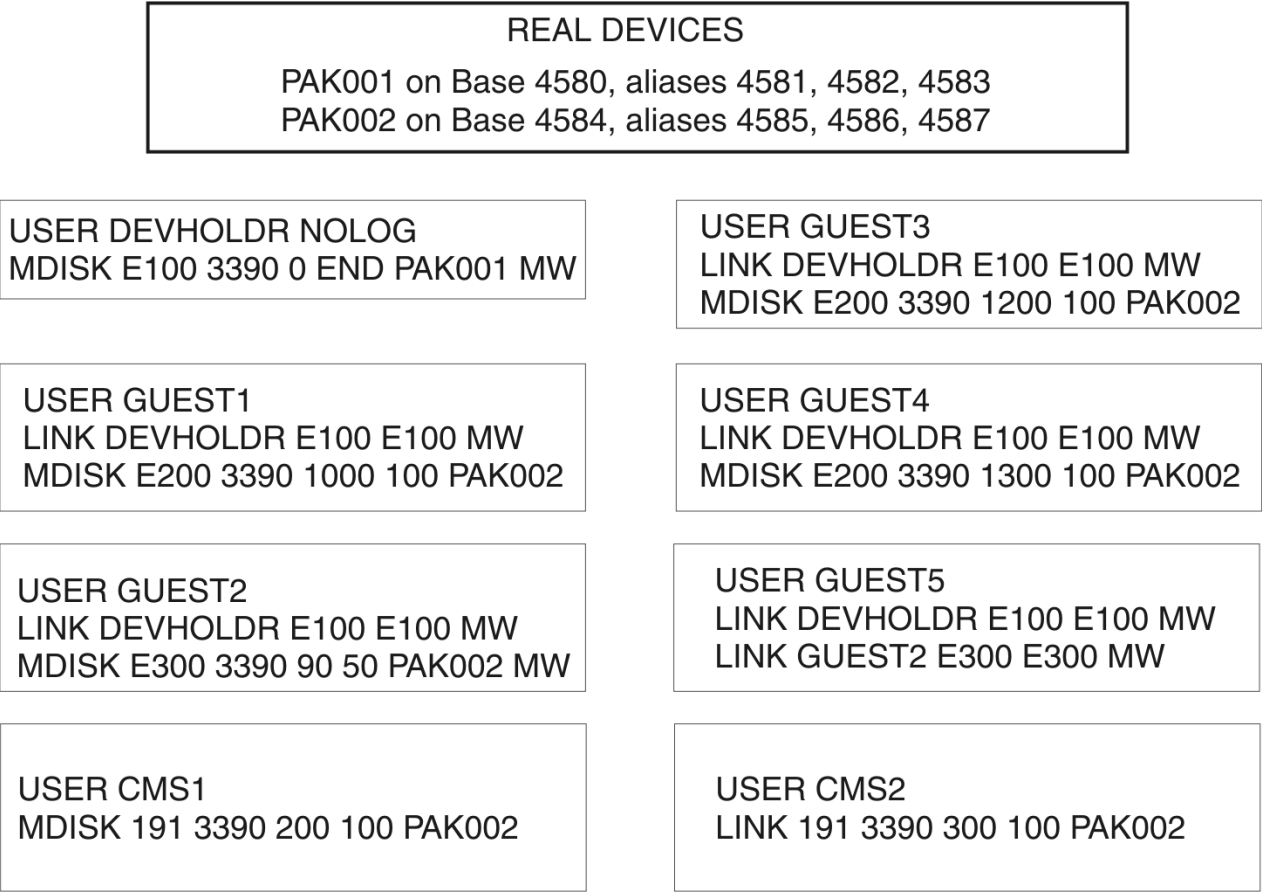 REAL DEVICES
PAK001 on Base 4580, aliases 4581, 4582, 4583
PAK002 on Base 4584, aliases 4585, 4586, 4587
USER DEVHOLDR NOLOG
MDISK E100 3390 0 END PAK001 MW
USER GUEST3
LINK DEVHOLDR E100 E100 MW
MDISK E200 3390 1200 100 PAK002
USER GUEST1
LINK DEVHOLDR E100 E100 MW
MDISK E200 3390 1000 100 PAK002
USER GUEST4
LINK DEVHOLDR E100 E100 MW
MDISK E200 3390 1300 100 PAK002
USER GUEST2
LINK DEVHOLDR E100 E100 MW
MDISK E300 3390 90 50 PAK002 MW
USER GUEST5
LINK DEVHOLDR E100 E100 MW
LINK GUEST2 E300 E300 MW
USER CMS1
MDISK 191 3390 200 100 PAK002
USER CMS2
LINK 191 3390 300 100 PAK002